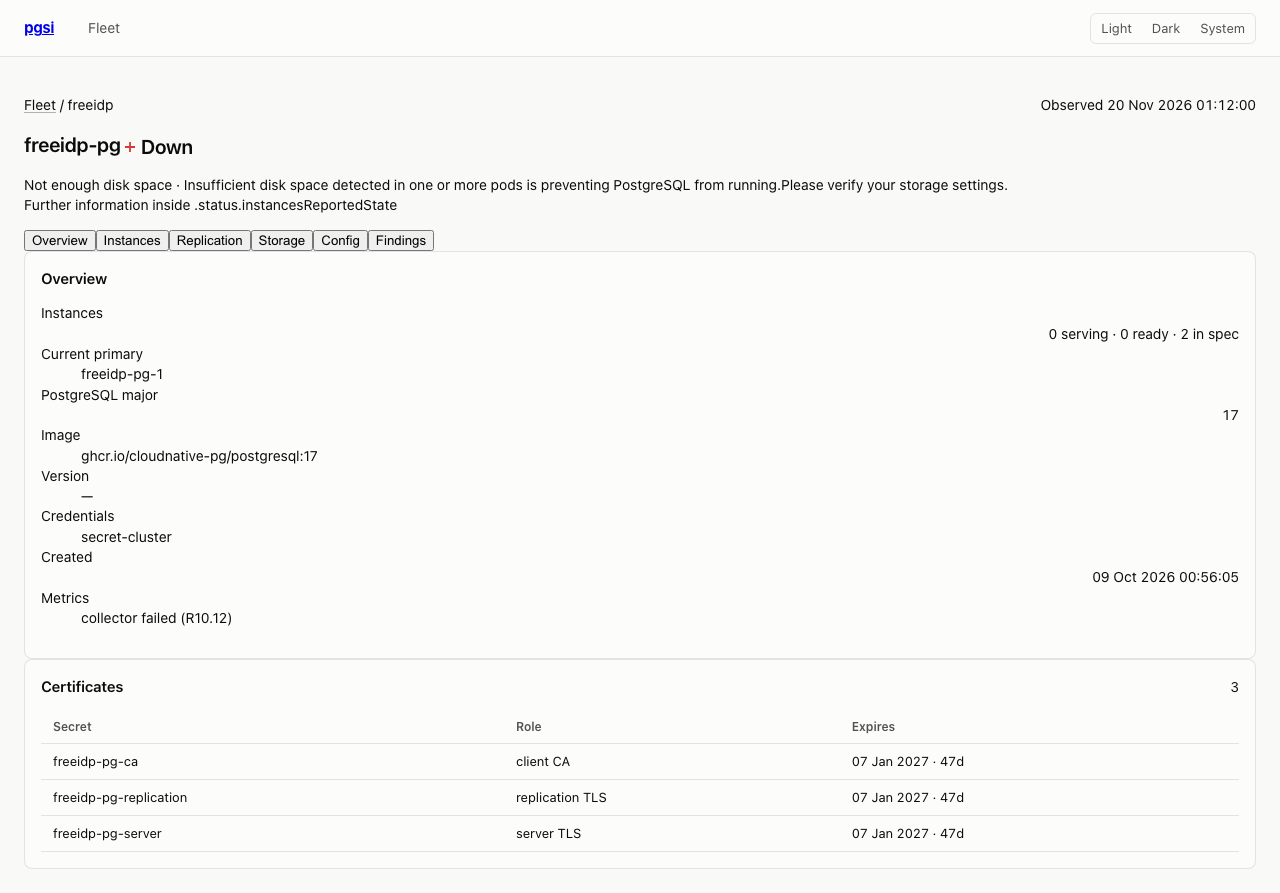 pgsi
Fleet
Light Dark System
Fleet / freeidp
Observed 20 Nov 2026 01:12:00
freeidp-pg + Down
Not enough disk space · Insufficient disk space detected in one or more pods is preventing PostgreSQL from running.Please verify your storage settings.
Further information inside .status.instancesReportedState
Overview Instances Replication Storage Config Findings
Overview
Instances
0 serving · 0 ready · 2 in spec
Current primary
freeidp-pg-1
PostgreSQL major
17
Image
ghcr.io/cloudnative-pg/postgresql:17
Version
—
Credentials
secret-cluster
Created
09 Oct 2026 00:56:05
Metrics
collector failed (R10.12)
Certificates 3
Secret Role Expires
freeidp-pg-ca client CA 07 Jan 2027 · 47d
freeidp-pg-replication replication TLS 07 Jan 2027 · 47d
freeidp-pg-server server TLS 07 Jan 2027 · 47d